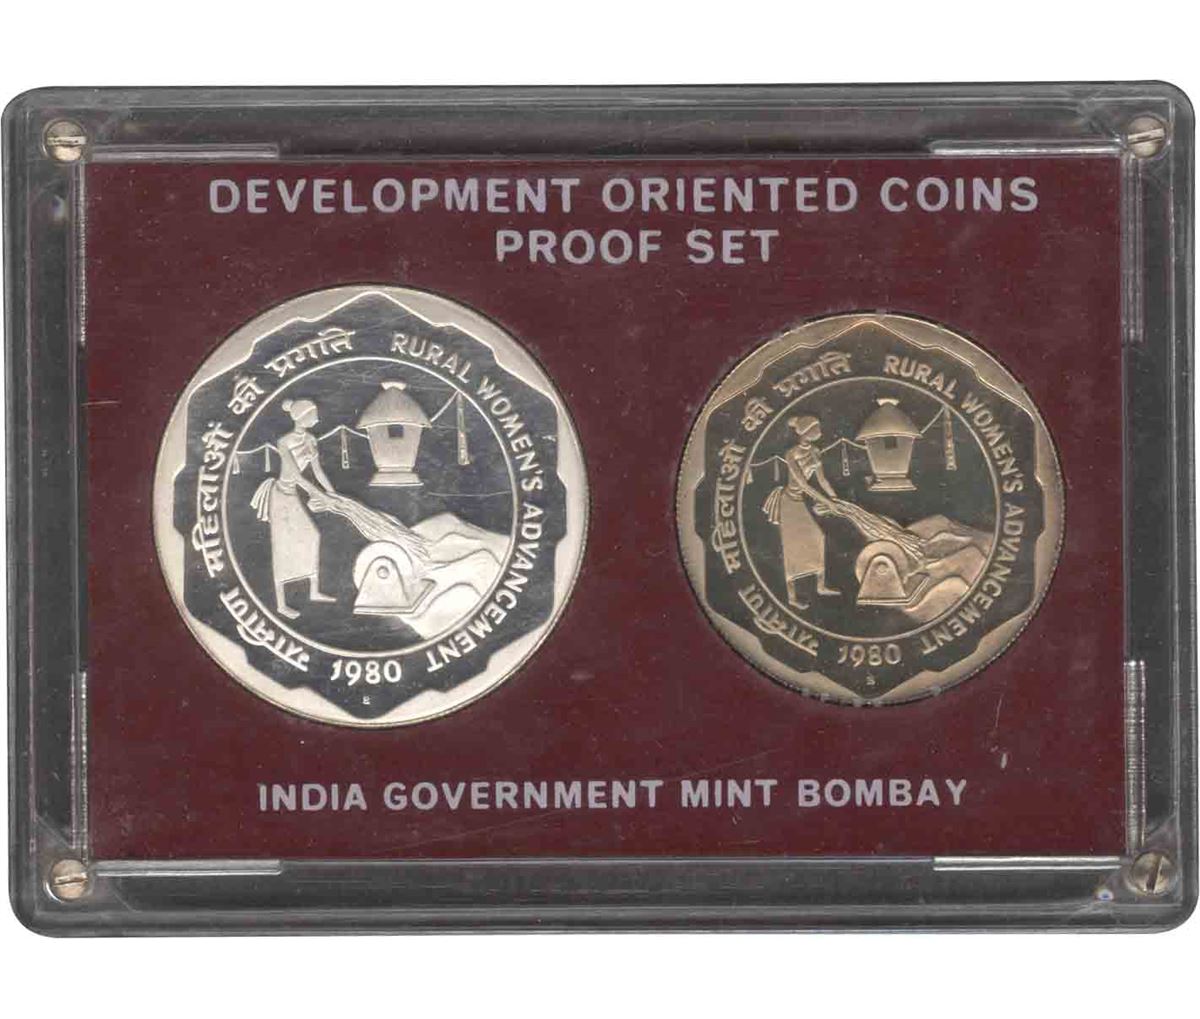 DEVELOPMENT ORIENTED COINS
PROOF SET
ग्रामीण महिलाओं की प्रगति
RURAL WOMEN'S ADVANCEMENT
1980
ग्रामीण महिलाओं की प्रगति
RURAL WOMEN'S ADVANCEMENT
1980
INDIA GOVERNMENT MINT BOMBAY